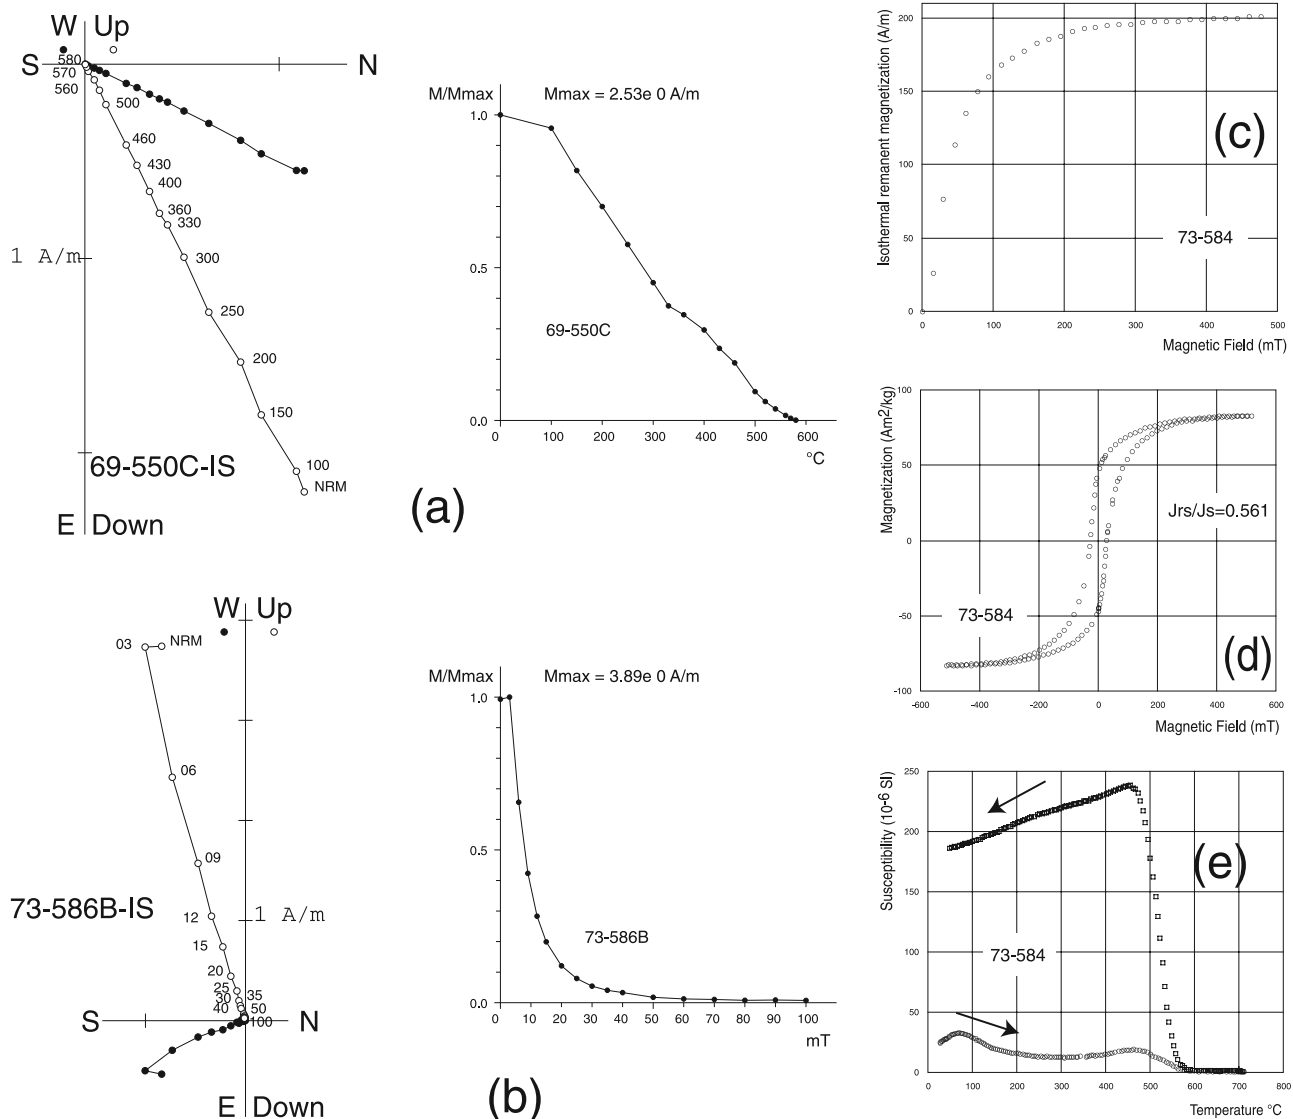 W Up
S N
580
570
560
500
460
430
400
360
330
300
250
200
150
100
NRM
1 A/m
69-550C-IS
E Down
M/Mmax Mmax = 2.53e 0 A/m
1.0
0.5
0.0
69-550C
0 100 200 300 400 500 600
°C
(a)
W Up
03 NRM
06
09
12
15
20
25
30
40
35
50
100
1 A/m
73-586B-IS
S N
E Down
M/Mmax Mmax = 3.89e 0 A/m
1.0
0.5
0.0
73-586B
0 10 20 30 40 50 60 70 80 90 100
mT
(b)
Isothermal remanent magnetization (A/m)
200
150
100
50
0
(c)
73-584
0 100 200 300 400 500
Magnetic Field (mT)
Magnetization (Am2/kg)
100
50
0
-50
-100
Jrs/Js=0.561
73-584
(d)
-600 -400 -200 0 200 400 600
Magnetic Field (mT)
Susceptibility (10-6 SI)
250
200
150
100
50
0
(e)
73-584
0 100 200 300 400 500 600 700 800
Temperature °C